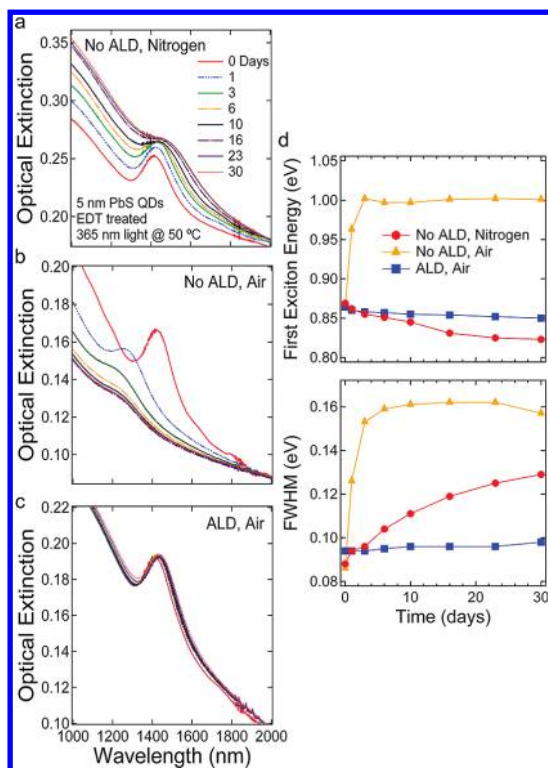 a
No ALD, Nitrogen
0 Days
1
3
6
10
16
23
30
5 nm PbS QDs
EDT treated
365 nm light @ 50 ºC
Optical Extinction
0.35
0.30
0.25
0.20
b
No ALD, Air
Optical Extinction
0.20
0.18
0.16
0.14
0.12
0.10
c
ALD, Air
Optical Extinction
0.22
0.20
0.18
0.16
0.14
0.12
0.10
1000 1200 1400 1600 1800 2000
Wavelength (nm)
d
First Exciton Energy (eV)
1.05
1.00
0.95
0.90
0.85
0.80
No ALD, Nitrogen
No ALD, Air
ALD, Air
FWHM (eV)
0.16
0.14
0.12
0.10
0.08
0 10 20 30
Time (days)